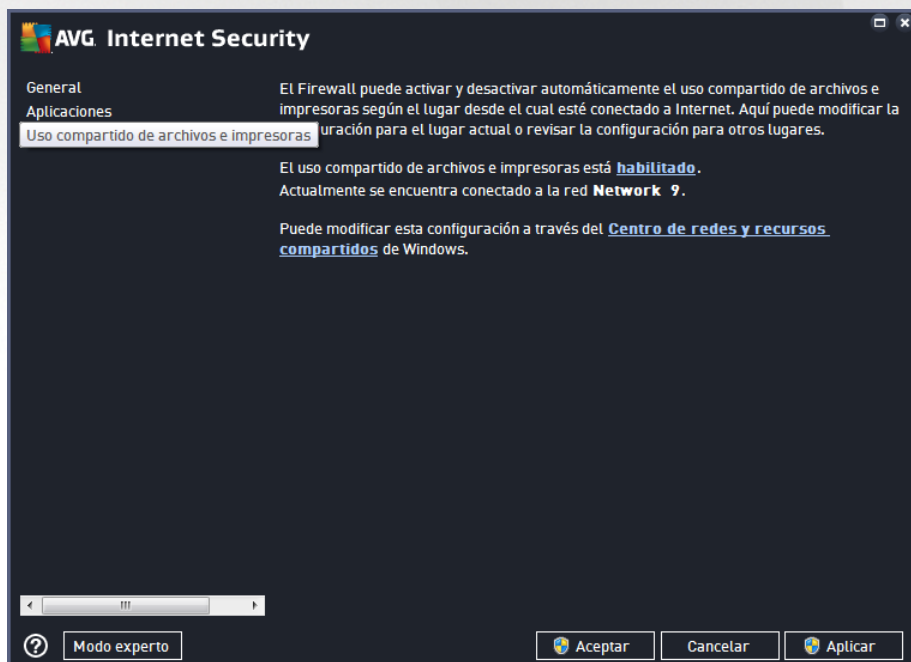 AVG. Internet Security
General
Aplicaciones
Uso compartido de archivos e impresoras
El Firewall puede activar y desactivar automáticamente el uso compartido de archivos e
impresoras según el lugar desde el cual esté conectado a Internet. Aquí puede modificar la
uración para el lugar actual o revisar la configuración para otros lugares.
El uso compartido de archivos e impresoras está habilitado.
Actualmente se encuentra conectado a la red Network 9.
Puede modificar esta configuración a través del Centro de redes y recursos
compartidos de Windows.
Modo experto
Aceptar
Cancelar
Aplicar